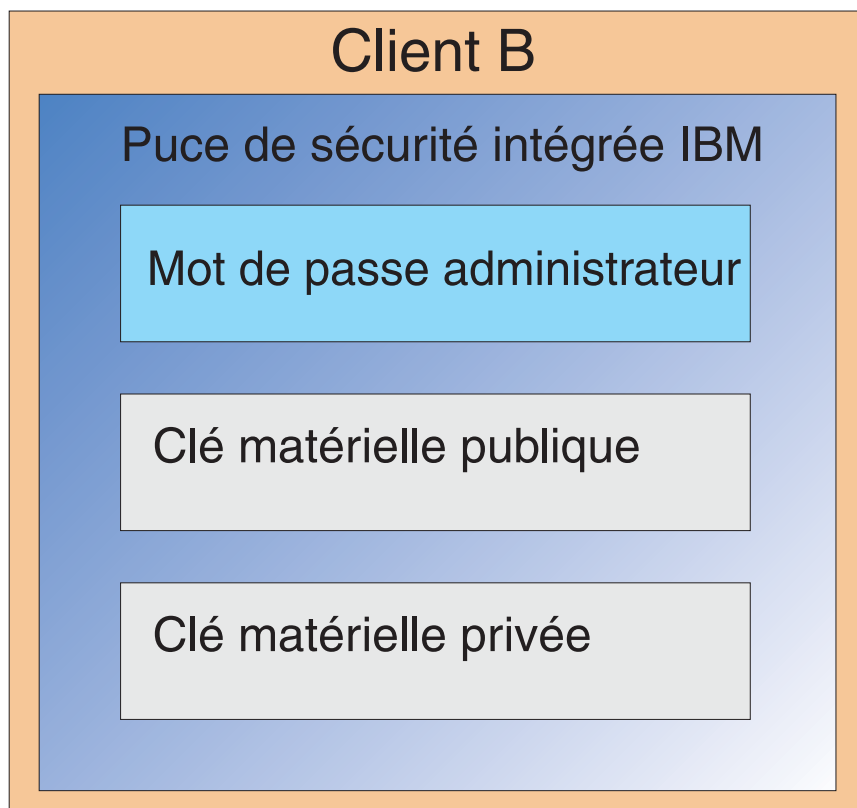 Client B
Puce de sécurité intégrée IBM
Mot de passe administrateur
Clé matérielle publique
Clé matérielle privée